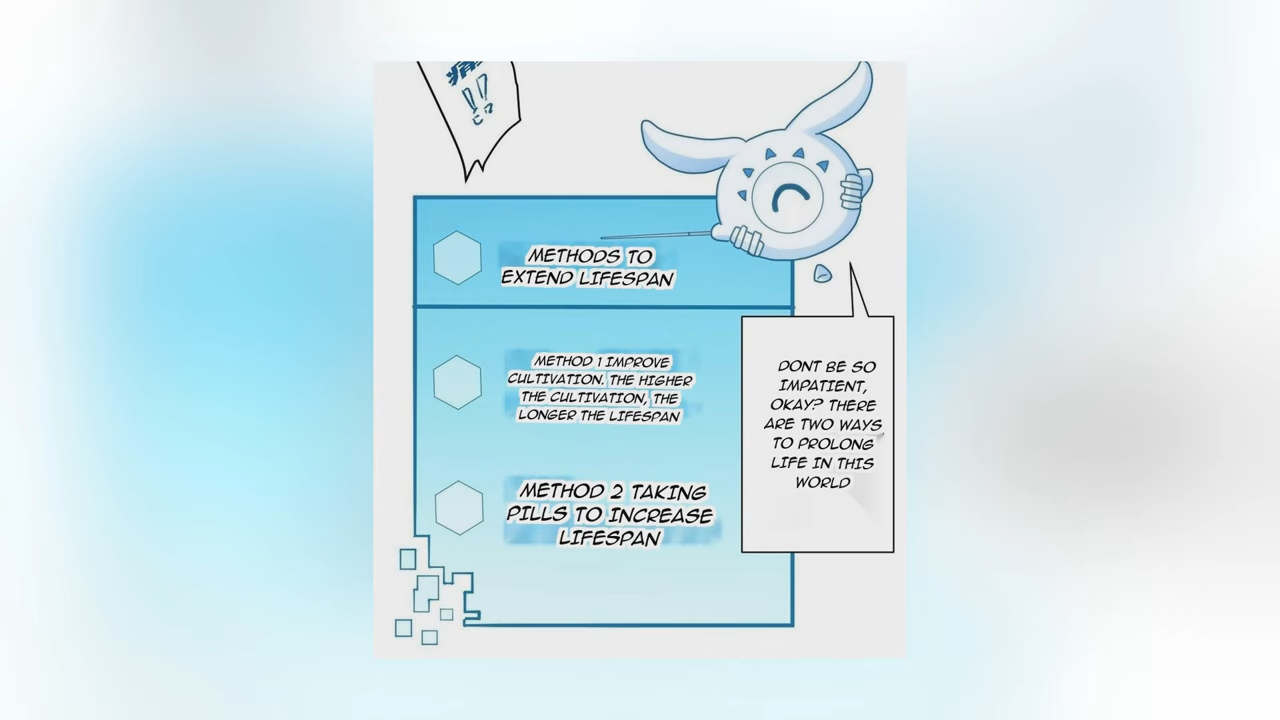 !!
METHODS TO
EXTEND LIFESPAN
METHOD 1 IMPROVE
CULTIVATION. THE HIGHER
THE CULTIVATION, THE
LONGER THE LIFESPAN
METHOD 2 TAKING
PILLS TO INCREASE
LIFESPAN
DONT BE SO
IMPATIENT,
OKAY? THERE
ARE TWO WAYS
TO PROLONG
LIFE IN THIS
WORLD